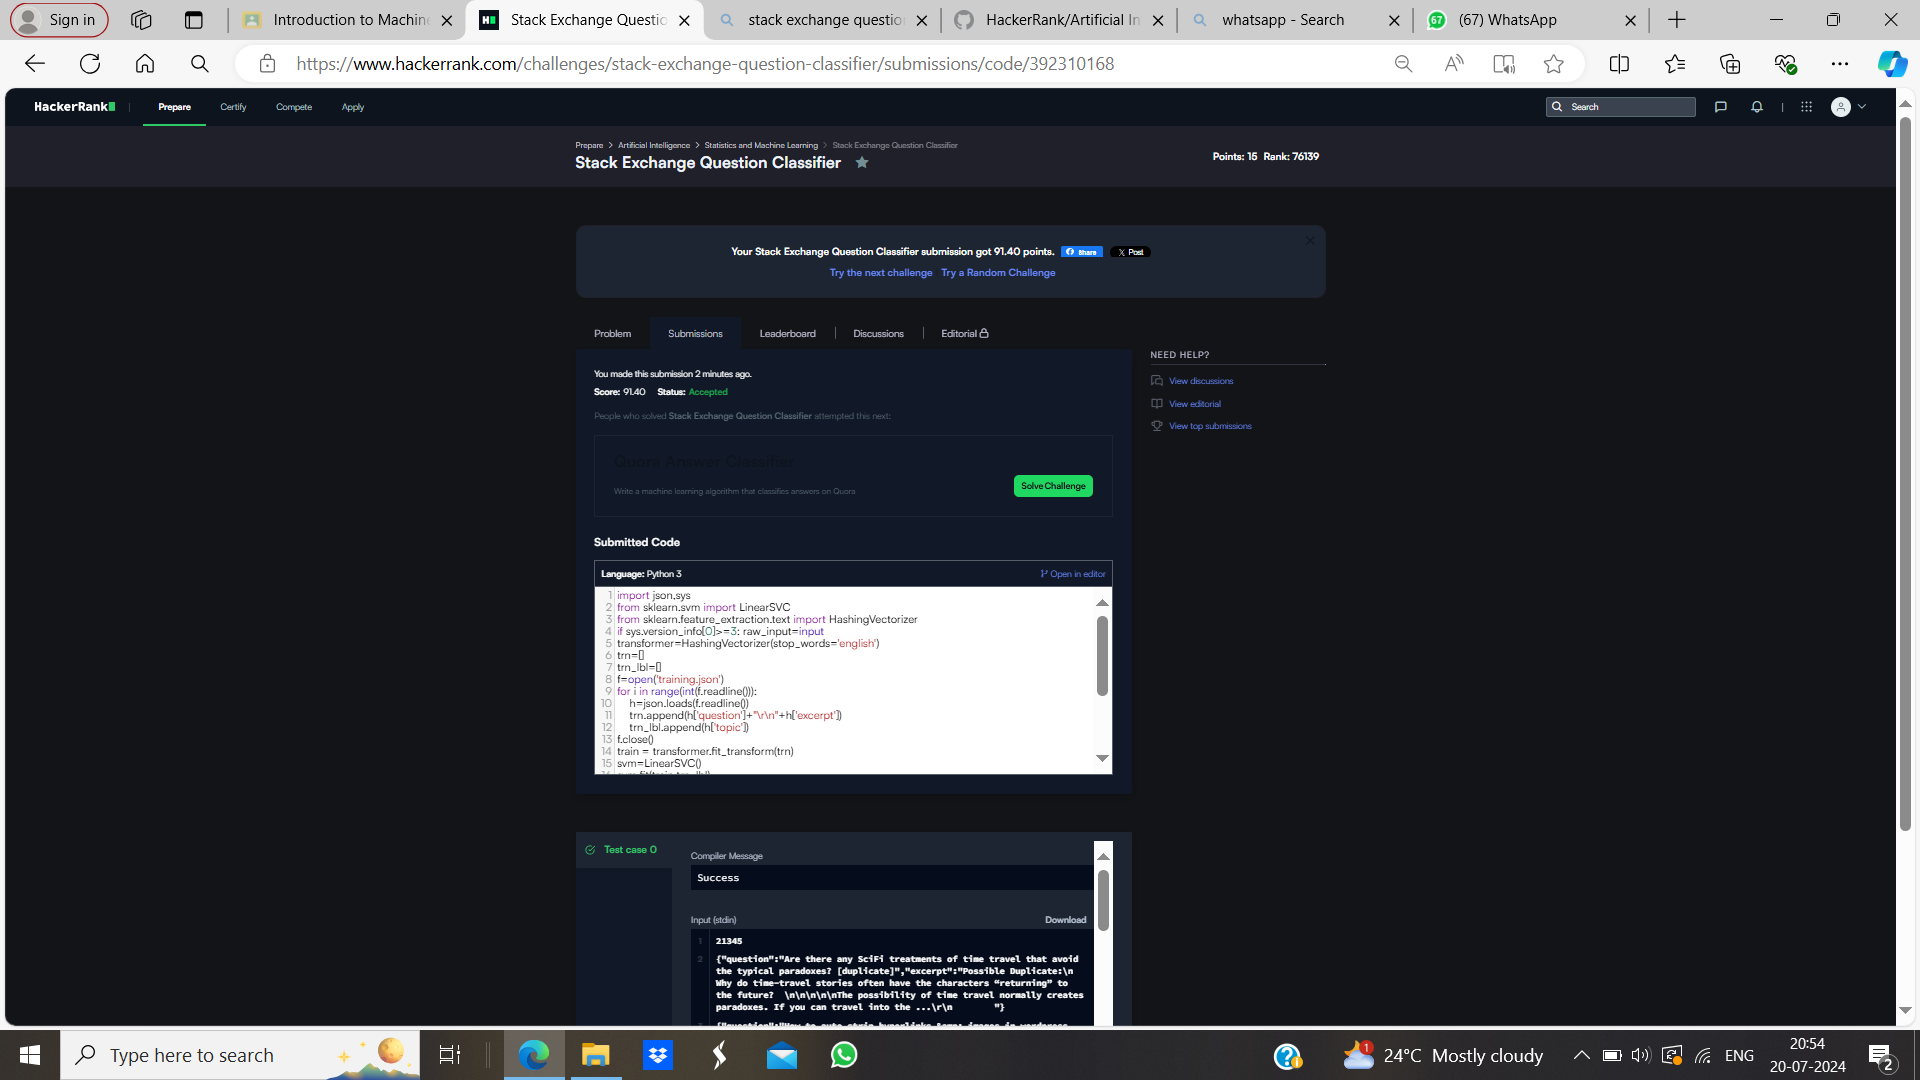 Sign in
Introduction to Machine
Stack Exchange Questio
stack exchange question
HackerRank/Artificial In
whatsapp - Search
67
(67) WhatsApp
https://www.hackerrank.com/challenges/stack-exchange-question-classifier/submissions/code/392310168
HackerRank
Prepare
Certify
Compete
Apply
Search
Prepare > Artificial Intelligence > Statistics and Machine Learning > Stack Exchange Question Classifier
Stack Exchange Question Classifier
Points: 15 Rank: 76139
Your Stack Exchange Question Classifier submission got 91.40 points.
Share
Post
Try the next challenge
Try a Random Challenge
Problem
Submissions
Leaderboard
Discussions
Editorial
NEED HELP?
View discussions
View editorial
View top submissions
You made this submission 2 minutes ago.
Score: 91.40 Status: Accepted
People who solved Stack Exchange Question Classifier attempted this next:
Quora Answer Classifier
Write a machine learning algorithm that classifies answers on Quora
Solve Challenge
Submitted Code
Language: Python 3
Open in editor
1 import json,sys
2 from sklearn.svm import LinearSVC
3 from sklearn.feature_extraction.text import HashingVectorizer
4 if sys.version_info[0]>=3: raw_input=input
5 transformer=HashingVectorizer(stop_words='english')
6 trn=[]
7 trn_lbl=[]
8 f=open('training.json')
9 for i in range(int(f.readline())):
10 h=json.loads(f.readline())
11 trn.append(h['question']+"\r\n"+h['excerpt'])
12 trn_lbl.append(h['topic'])
13 f.close()
14 train = transformer.fit_transform(trn)
15 svm=LinearSVC()
Test case 0
Compiler Message
Success
Input (stdin)
Download
1 21345
2 {"question":"Are there any SciFi treatments of time travel that avoid
the typical paradoxes? [duplicate]","excerpt":"Possible Duplicate:\n
Why do time-travel stories often have the characters “returning” to
the future? \n\n\n\n\nThe possibility of time travel normally creates
paradoxes. If you can travel into the ...\r\n "}
Type here to search
1
24°C Mostly cloudy
ENG
20:54
20-07-2024
2